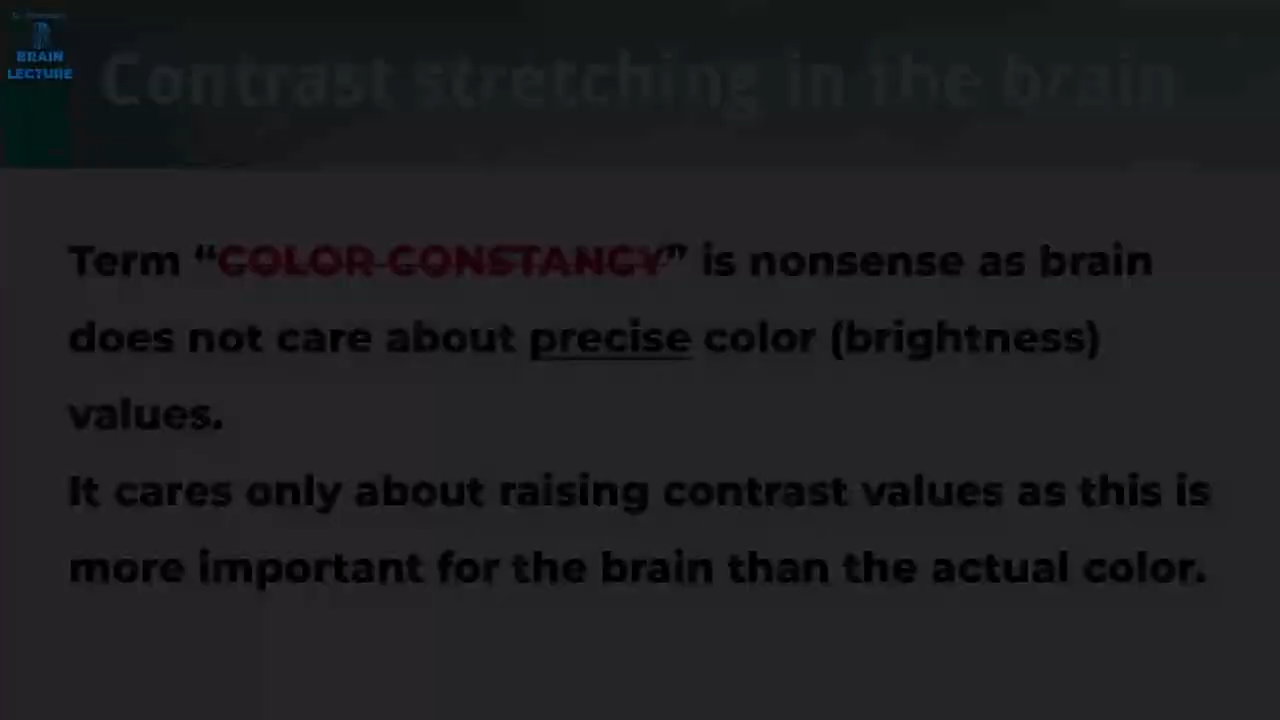 BRAIN
LECTURE
Contrast stretching in the brain
Term “COLOR CONSTANCY” is nonsense as brain
does not care about precise color (brightness)
values.
It cares only about raising contrast values as this is
more important for the brain than the actual color.